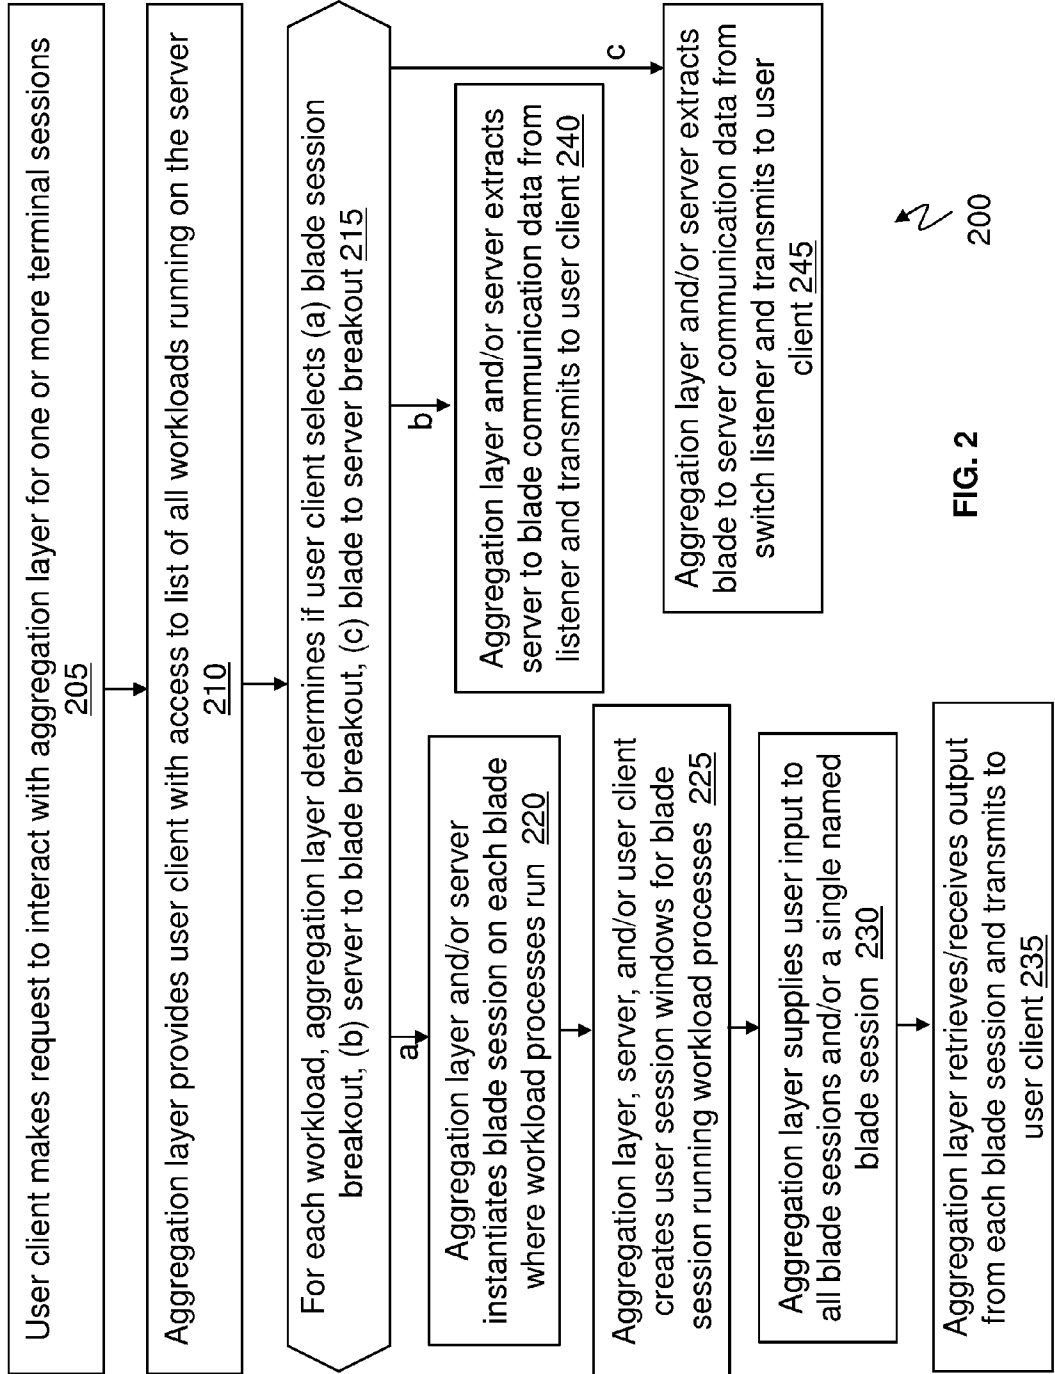 User client makes request to interact with aggregation layer for one or more terminal sessions
205
Aggregation layer provides user client with access to list of all workloads running on the server
210
For each workload, aggregation layer determines if user client selects (a) blade session
breakout, (b) server to blade breakout, (c) blade to server breakout 215
a
Aggregation layer and/or server
instantiates blade session on each blade
where workload processes run 220
Aggregation layer, server, and/or user client
creates user session windows for blade
session running workload processes 225
Aggregation layer supplies user input to
all blade sessions and/or a single named
blade session 230
Aggregation layer retrieves/receives output
from each blade session and transmits to
user client 235
b
Aggregation layer and/or server extracts
server to blade communication data from
listener and transmits to user client 240
c
Aggregation layer and/or server extracts
blade to server communication data from
switch listener and transmits to user
client 245
200
FIG. 2